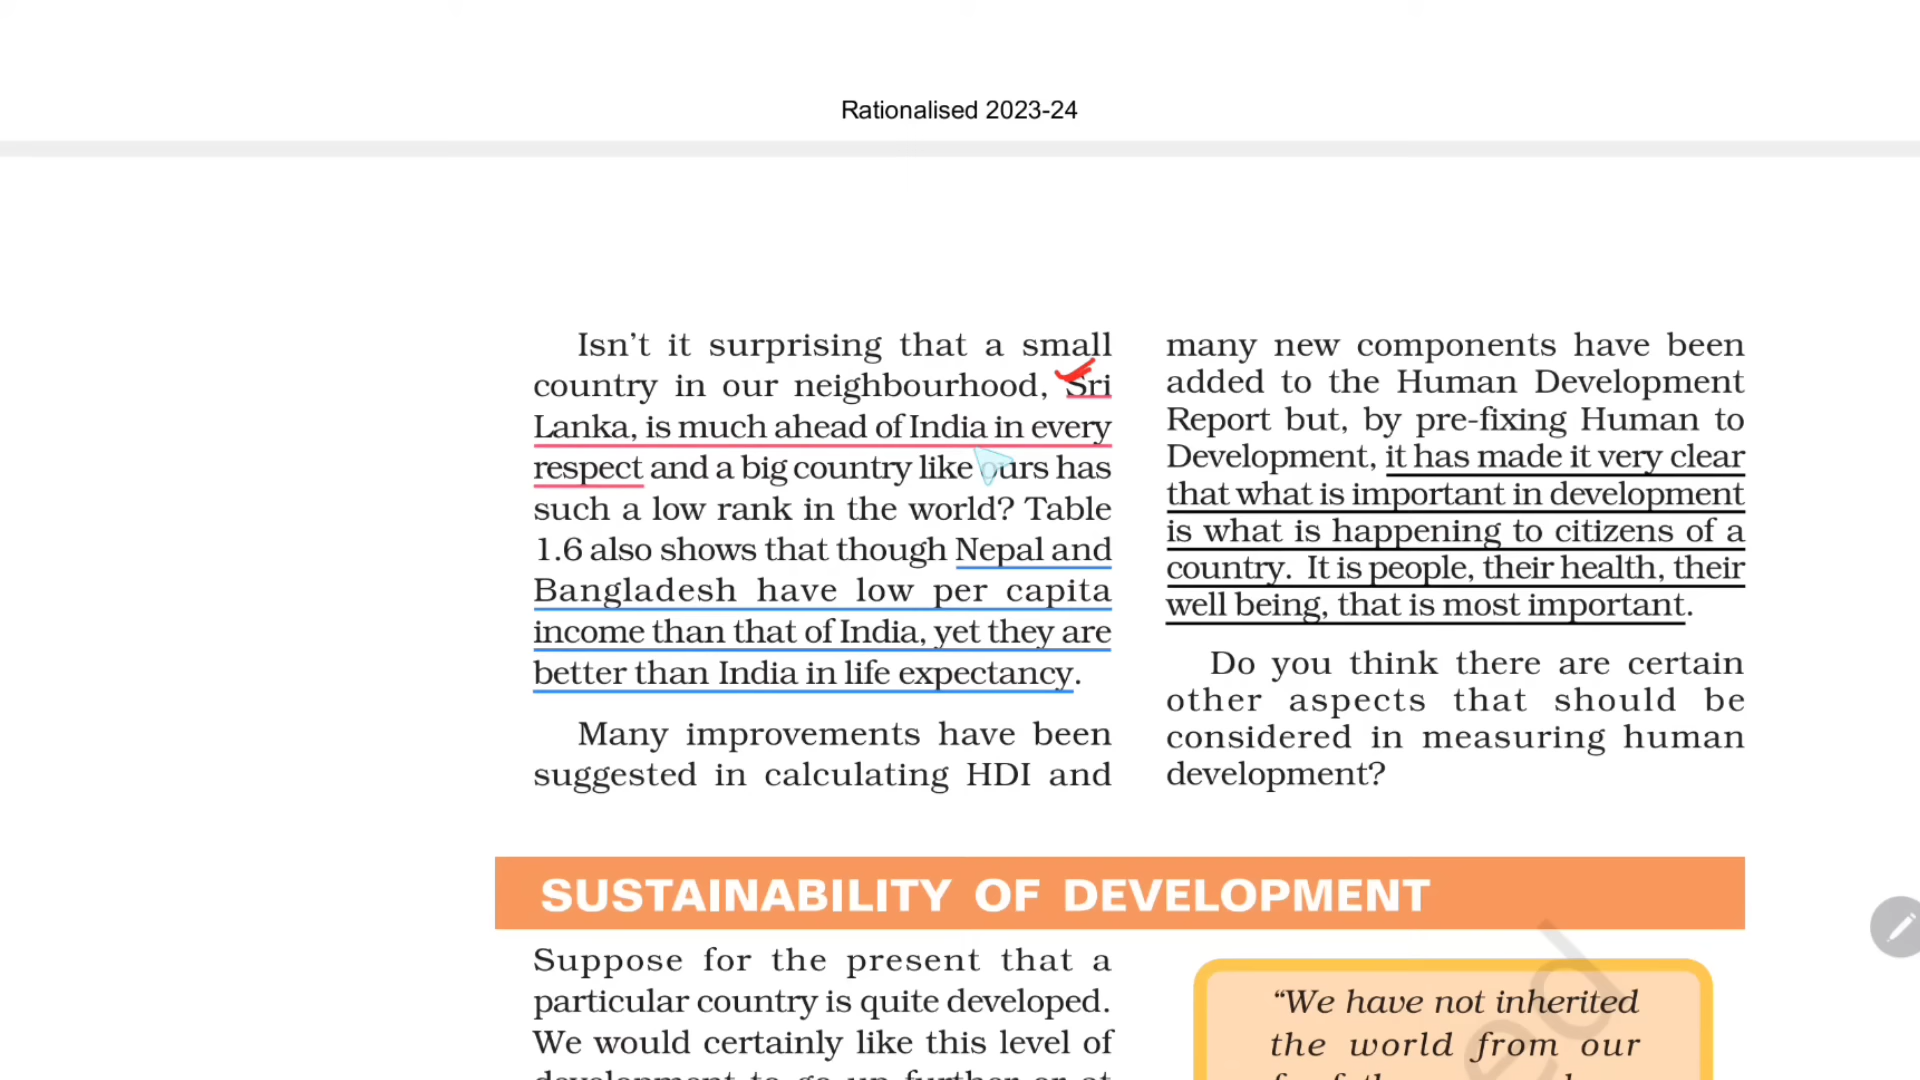 Rationalised 2023-24
Isn’t it surprising that a small
country in our neighbourhood, Sri
Lanka, is much ahead of India in every
respect and a big country like ours has
such a low rank in the world? Table
1.6 also shows that though Nepal and
Bangladesh have low per capita
income than that of India, yet they are
better than India in life expectancy.
Many improvements have been
suggested in calculating HDI and
many new components have been
added to the Human Development
Report but, by pre-fixing Human to
Development, it has made it very clear
that what is important in development
is what is happening to citizens of a
country. It is people, their health, their
well being, that is most important.
Do you think there are certain
other aspects that should be
considered in measuring human
development?
SUSTAINABILITY OF DEVELOPMENT
Suppose for the present that a
particular country is quite developed.
We would certainly like this level of
“We have not inherited
the world from our